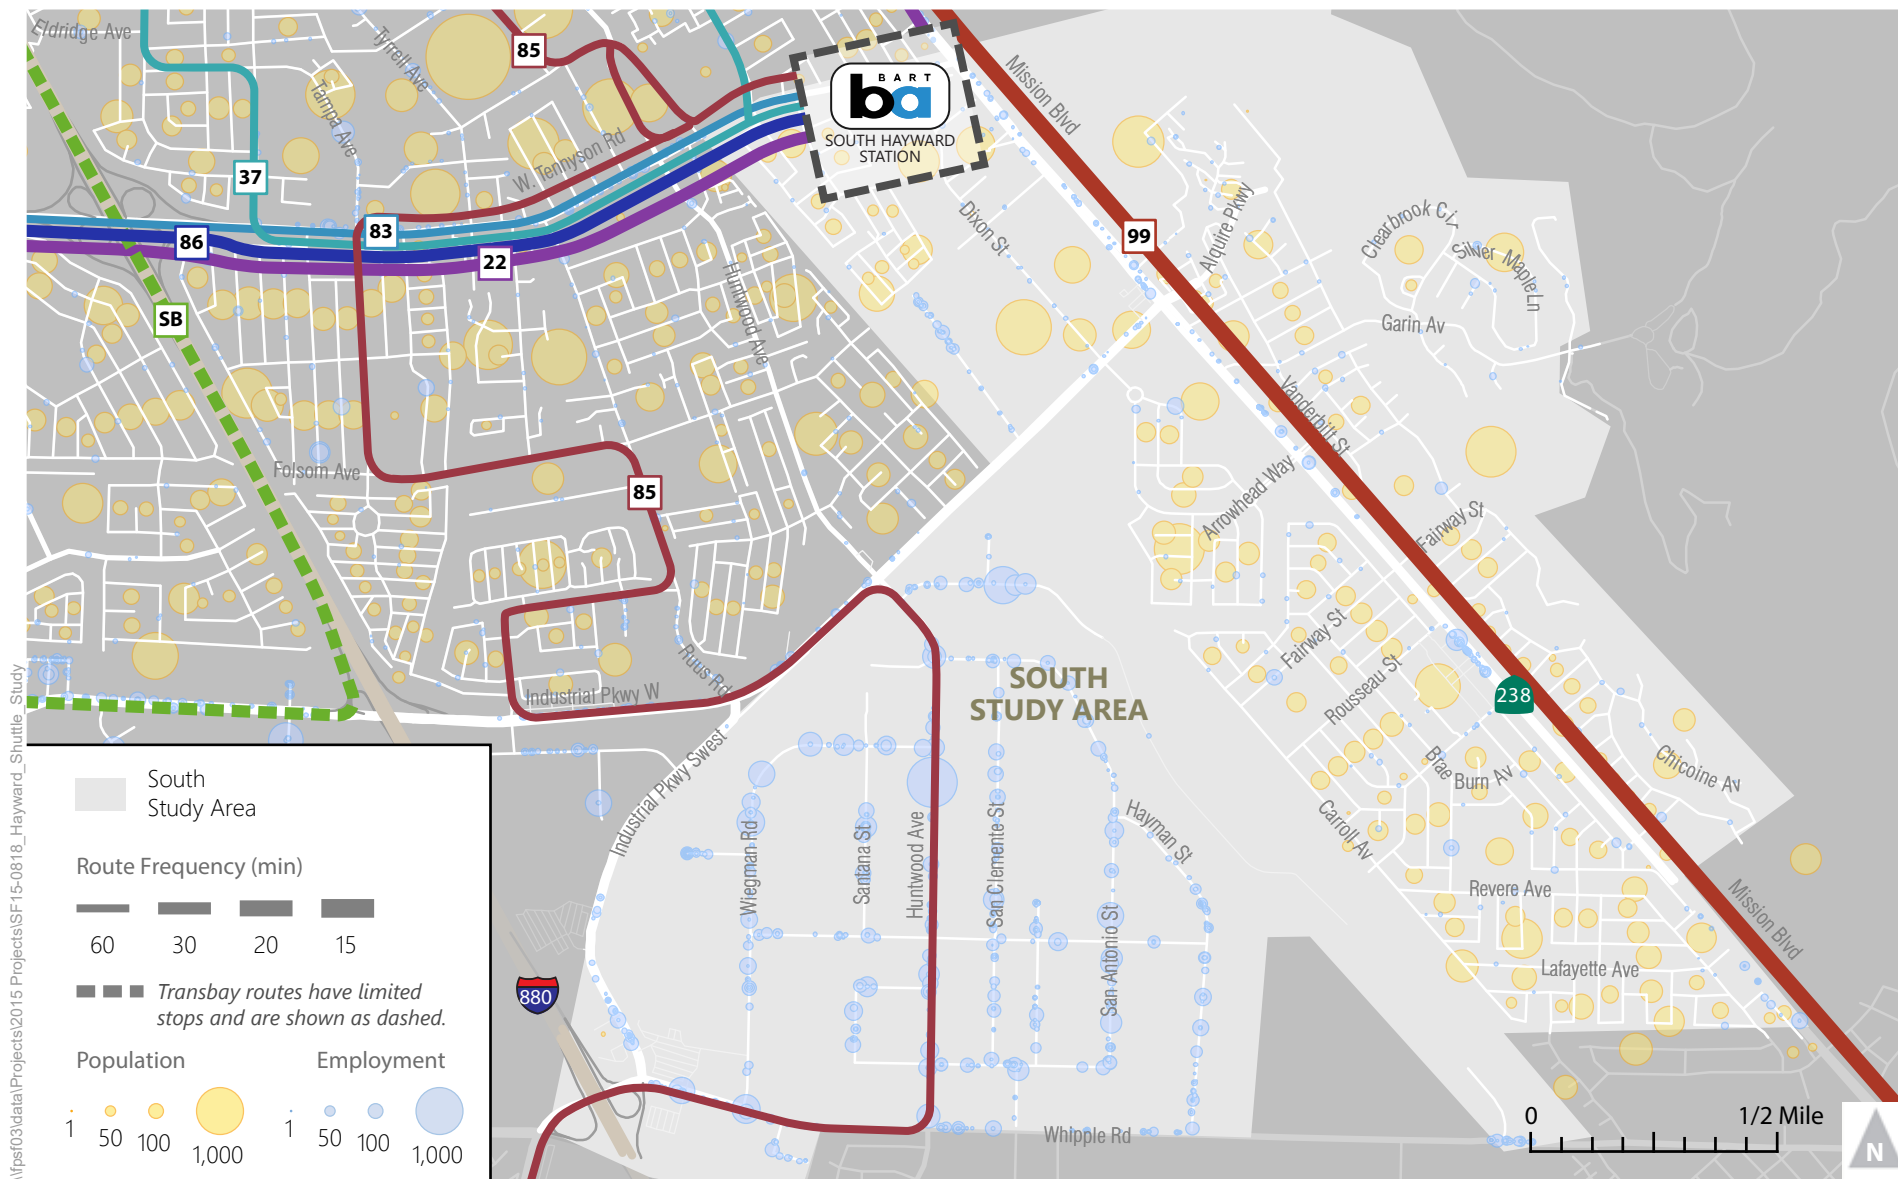 Eldridge Ave
Tyrrell Ave
Tampa Ave
85
BART
ba
SOUTH HAYWARD
STATION
Mission Blvd
37
W. Tennyson Rd
83
86
22
99
SB
Dixon St
Alquire Pkwy
Clearbrook Cir
Silver Maple Ln
Garin Av
Huntwood Ave
Vanderbilt St
Folsom Ave
85
Arrowhead Way
Fairway St
Fairway St
Rousseau St
Ruus Rd
Industrial Pkwy W
SOUTH
STUDY AREA
238
Brae Burn Av
Chicoine Av
Industrial Pkwy Swest
Wiegman Rd
Santana St
Huntwood Ave
San Clemente St
San Antonio St
Hayman St
Carroll Av
Revere Ave
Lafayette Ave
Mission Blvd
880
Whipple Rd
South
Study Area
Route Frequency (min)
60 30 20 15
Transbay routes have limited
stops and are shown as dashed.
Population Employment
1 50 100 1,000 1 50 100 1,000
0 1/2 Mile
N
\\fpsf03\data\Projects\2015 Projects\SF15-0818_Hayward_Shuttle_Study